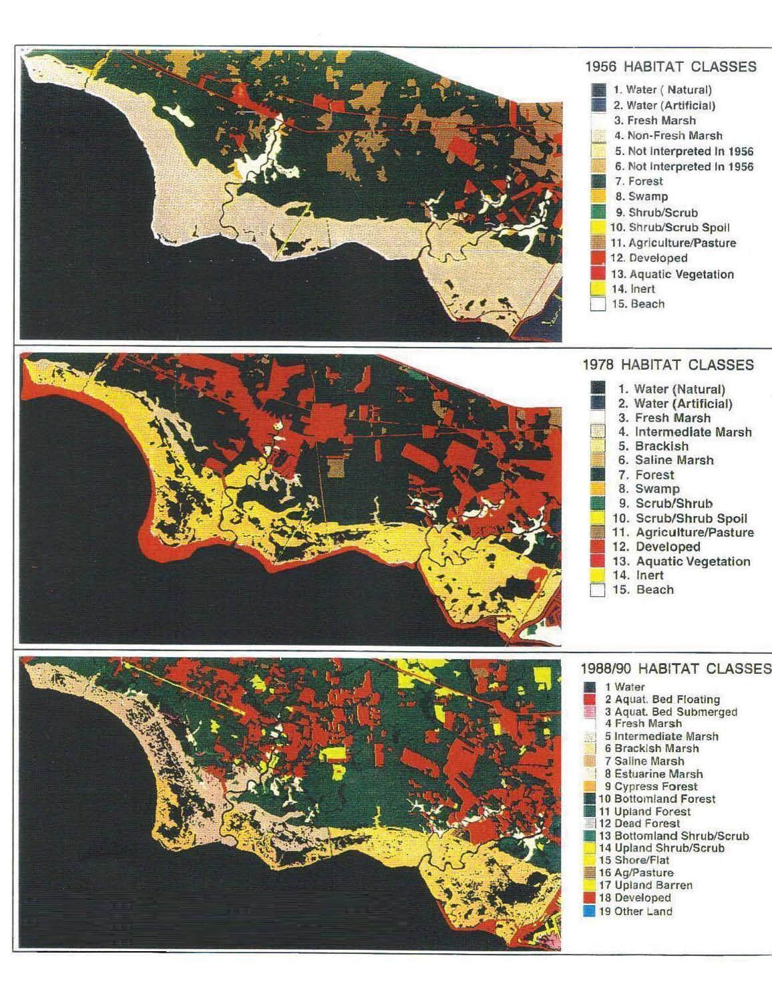 1956 HABITAT CLASSES
1. Water ( Natural)
2. Water (Artificial)
3. Fresh Marsh
4. Non-Fresh Marsh
5. Not Interpreted In 1956
6. Not Interpreted In 1956
7. Forest
8. Swamp
9. Shrub/Scrub
10. Shrub/Scrub Spoil
11. Agriculture/Pasture
12. Developed
13. Aquatic Vegetation
14. Inert
15. Beach
1978 HABITAT CLASSES
1. Water (Natural)
2. Water (Artificial)
3. Fresh Marsh
4. Intermediate Marsh
5. Brackish
6. Saline Marsh
7. Forest
8. Swamp
9. Scrub/Shrub
10. Scrub/Shrub Spoil
11. Agriculture/Pasture
12. Developed
13. Aquatic Vegetation
14. Inert
15. Beach
1988/90 HABITAT CLASSES
1 Water
2 Aquat. Bed Floating
3 Aquat. Bed Submerged
4 Fresh Marsh
5 Intermediate Marsh
6 Brackish Marsh
7 Saline Marsh
8 Estuarine Marsh
9 Cypress Forest
10 Bottomland Forest
11 Upland Forest
12 Dead Forest
13 Bottomland Shrub/Scrub
14 Upland Shrub/Scrub
15 Shore/Flat
16 Ag/Pasture
17 Upland Barren
18 Developed
19 Other Land